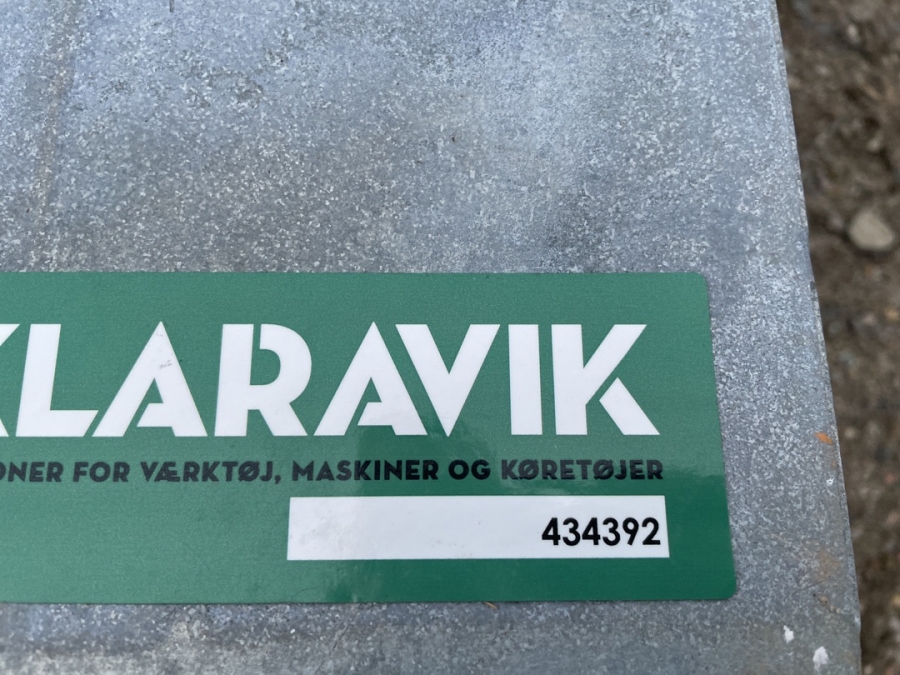 KLARAVIK
ONER FOR VÆRKTØJ, MASKINER OG KØRETØJER
434392